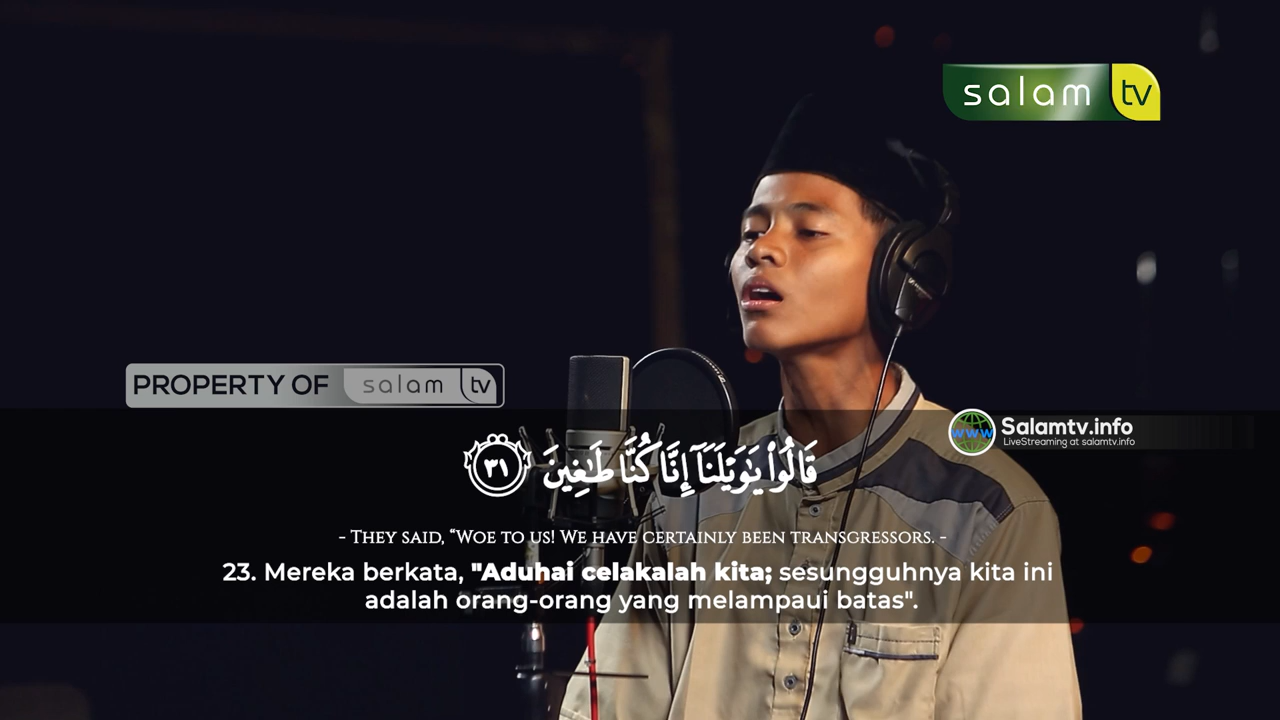 salam tv
PROPERTY OF salam tv
www
Salamtv.info
LiveStreaming at salamtv.info
قَالُوا۟ يَٰوَيْلَنَآ إِنَّا كُنَّا طَٰغِينَ ٣١
- They said, “Woe to us! We have certainly been transgressors. -
23. Mereka berkata, "Aduhai celakalah kita; sesungguhnya kita ini
adalah orang-orang yang melampaui batas".